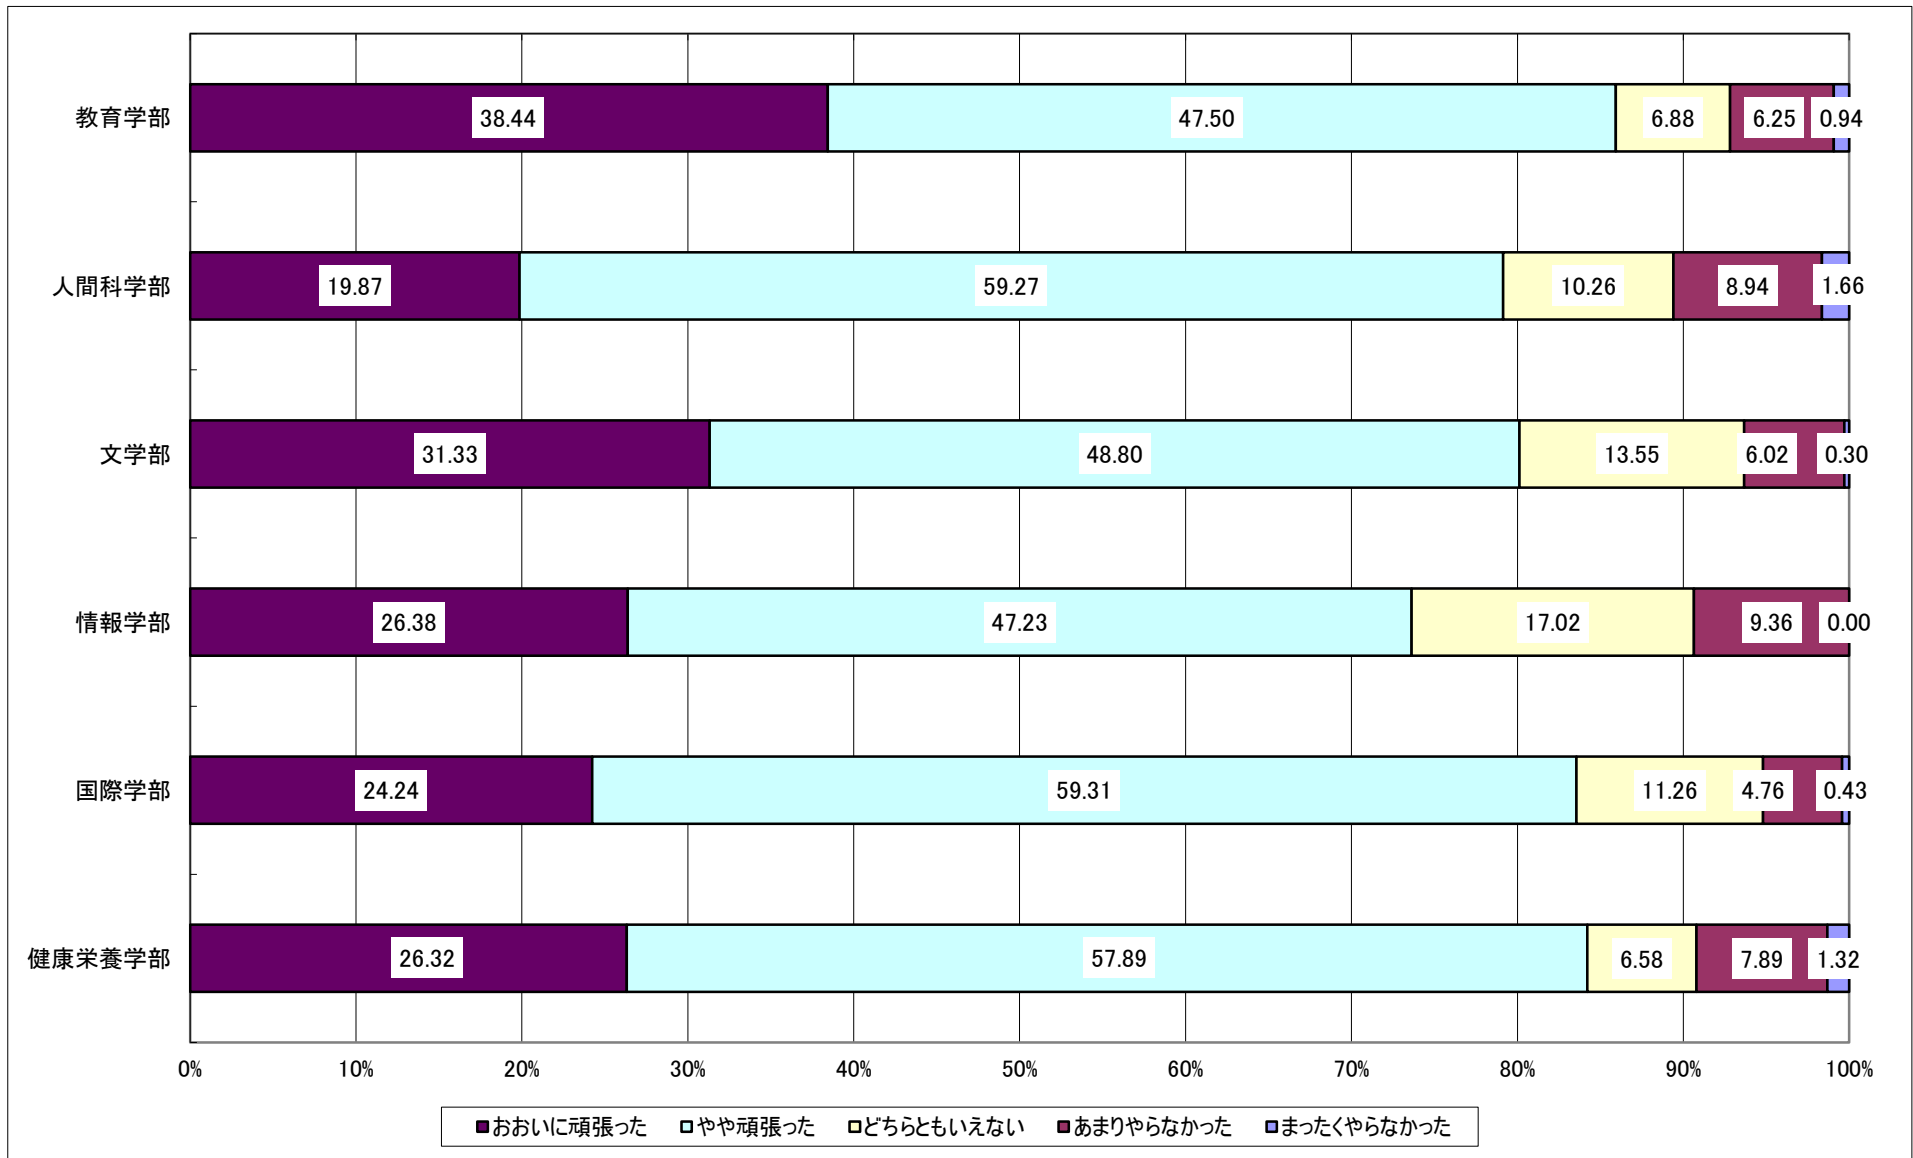 教育学部 38.44 47.50 6.88 6.25 0.94
人間科学部 19.87 59.27 10.26 8.94 1.66
文学部 31.33 48.80 13.55 6.02 0.30
情報学部 26.38 47.23 17.02 9.36 0.00
国際学部 24.24 59.31 11.26 4.76 0.43
健康栄養学部 26.32 57.89 6.58 7.89 1.32
0% 10% 20% 30% 40% 50% 60% 70% 80% 90% 100%
おおいに頑張った やや頑張った どちらともいえない あまりやらなかった まったくやらなかった